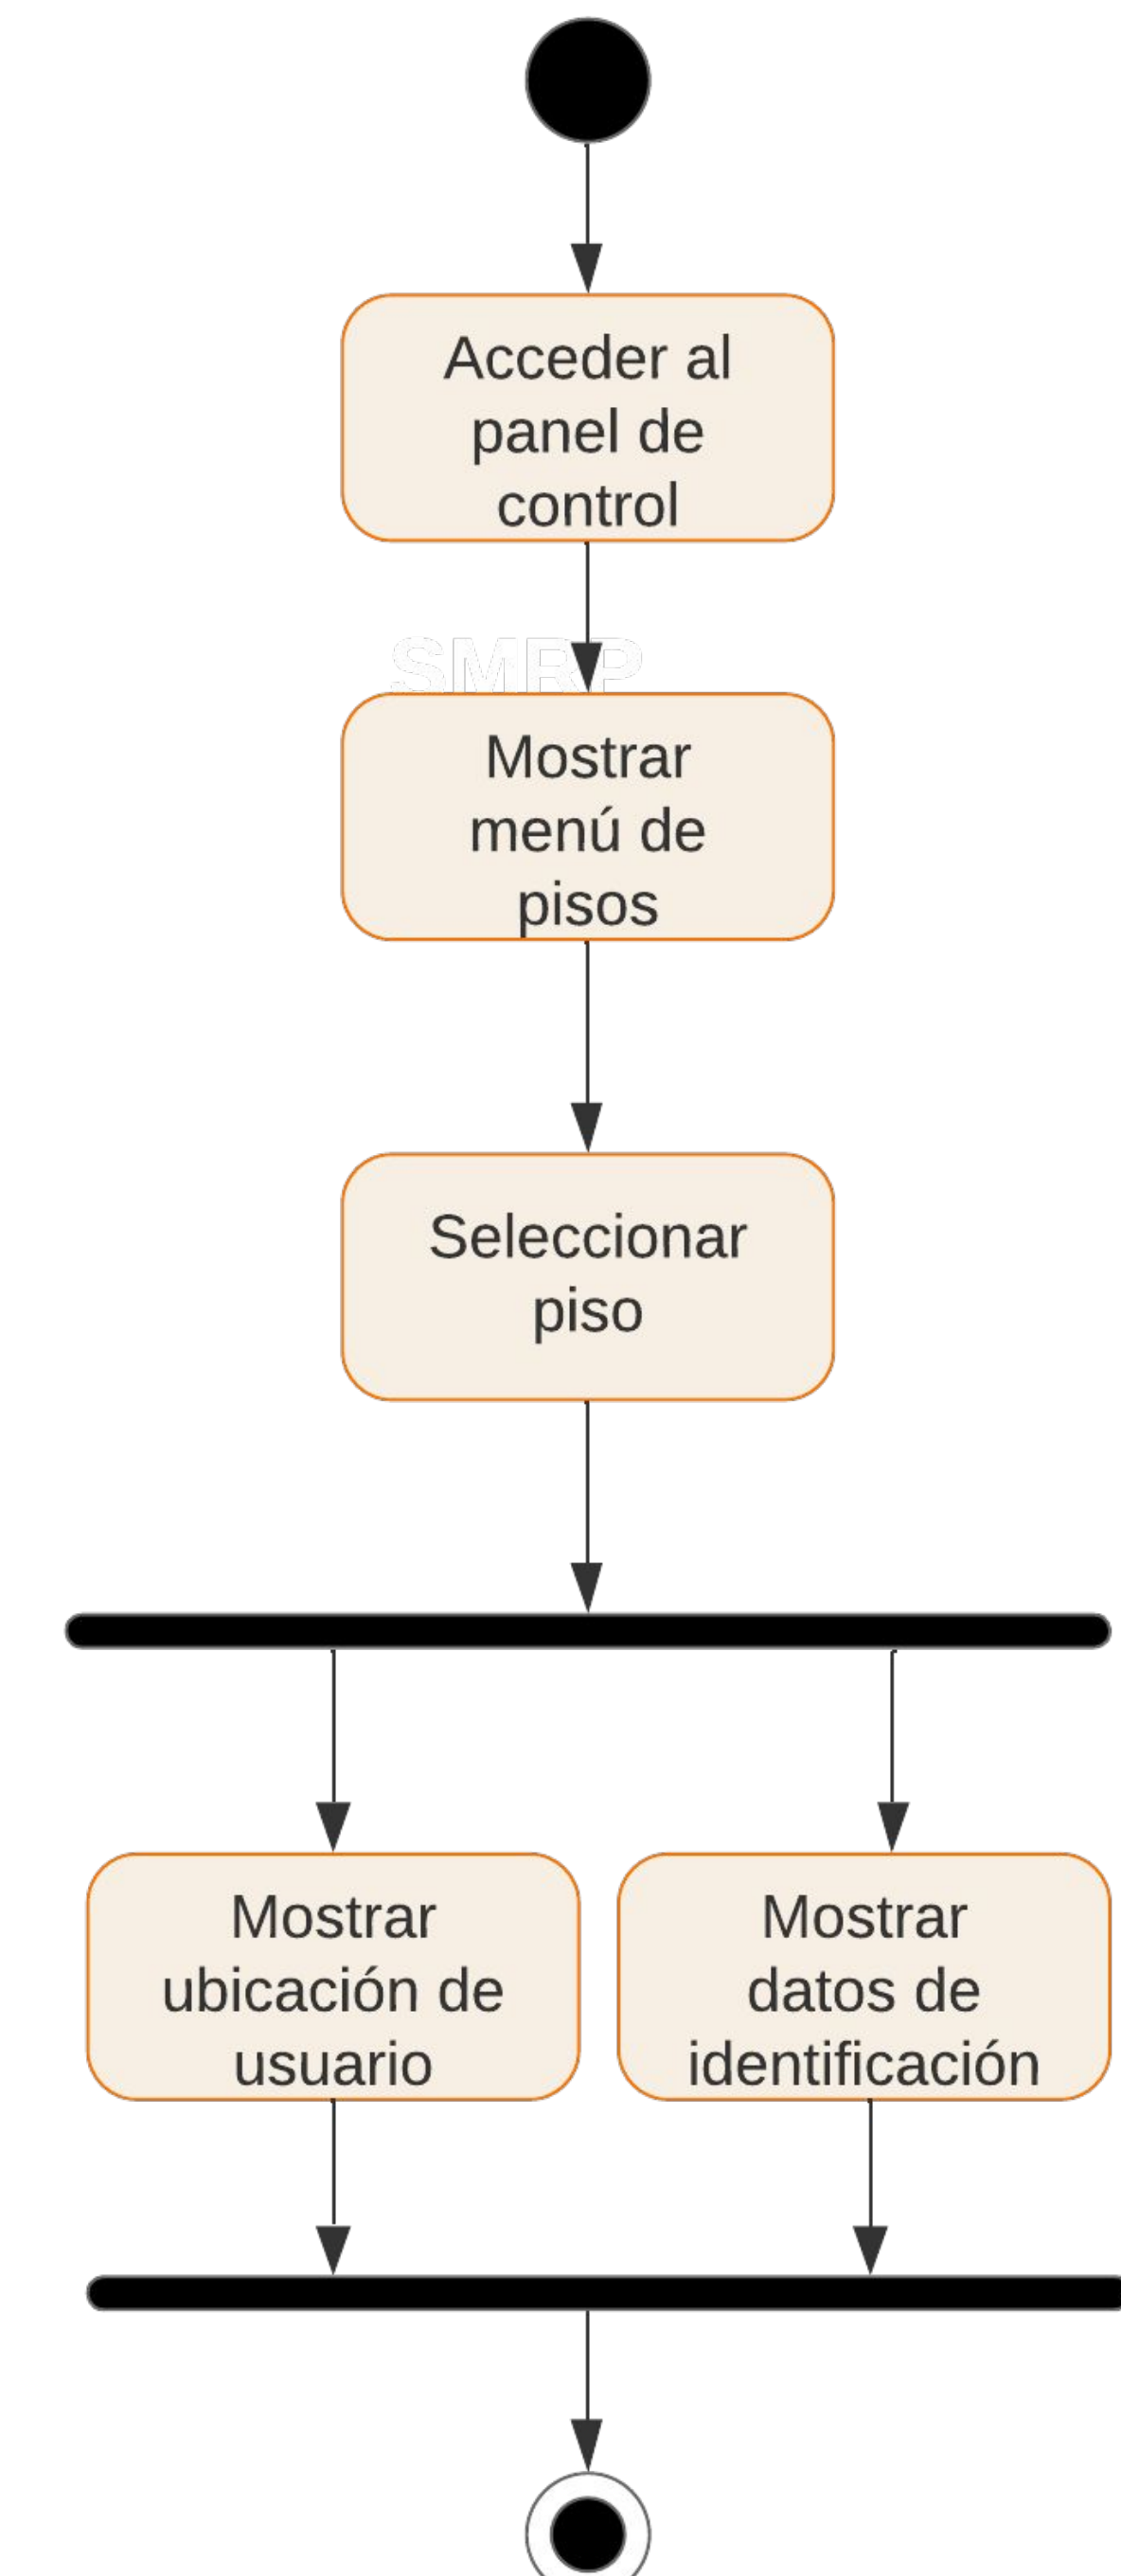 Acceder al
panel de
control
SMRP
Mostrar
menú de
pisos
Seleccionar
piso
Mostrar
ubicación de
usuario
Mostrar
datos de
identificación